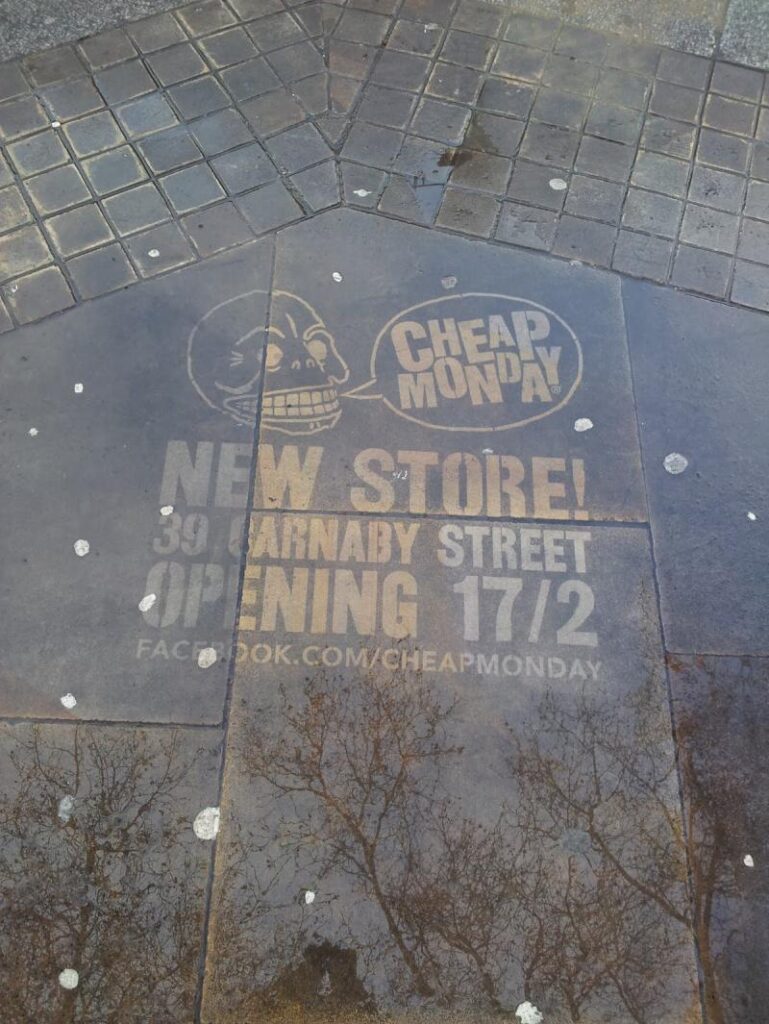 CHEAP
MONDAY®
NEW STORE!
39 CARNABY STREET
OPENING 17/2
FACEBOOK.COM/CHEAPMONDAY